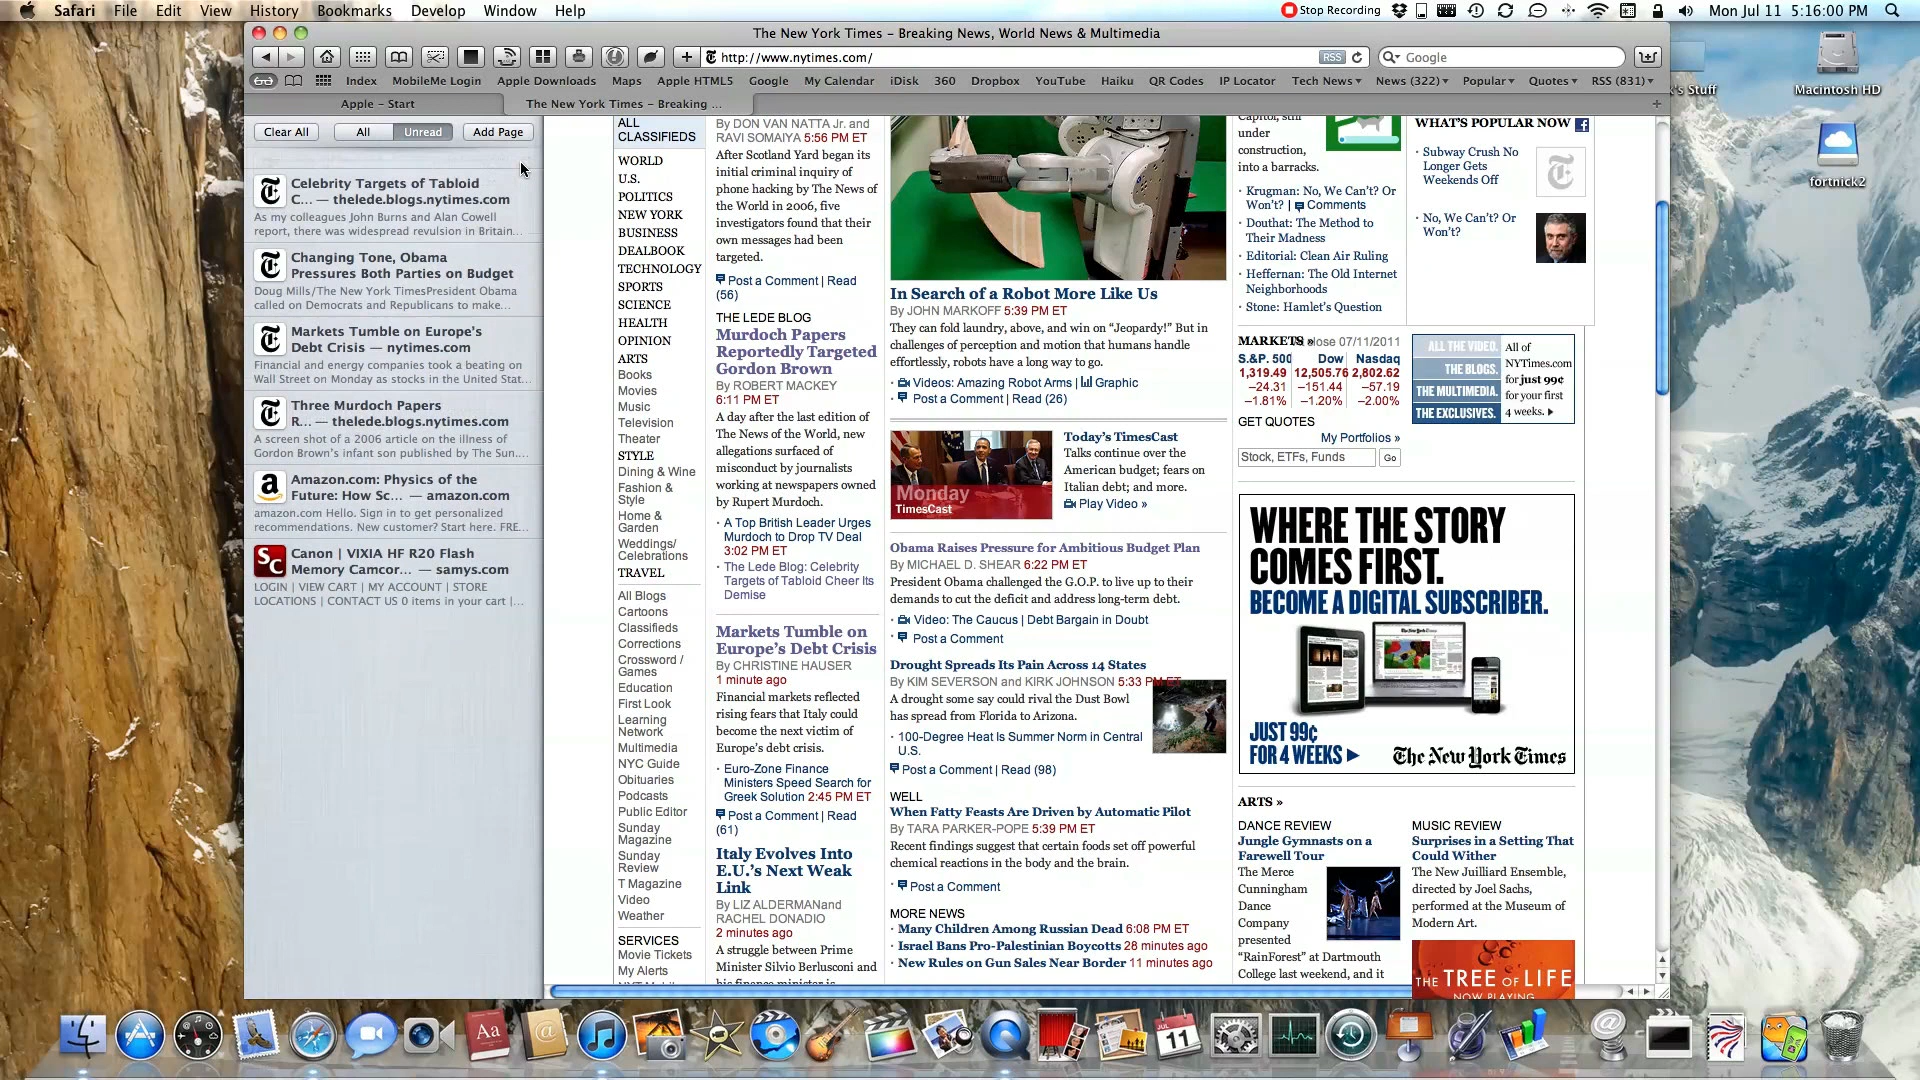 Safari File Edit View History Bookmarks Develop Window Help
Stop Recording
Mon Jul 11 5:16:00 PM
The New York Times – Breaking News, World News & Multimedia
http://www.nytimes.com/
RSS
Google
Index MobileMe Login Apple Downloads Maps Apple HTML5 Google My Calendar iDisk 360 Dropbox YouTube Haiku QR Codes IP Locator Tech News News (322) Popular Quotes RSS (831)
Apple – Start
The New York Times – Breaking ...
Clear All
All
Unread
Add Page
Celebrity Targets of Tabloid
C... — thelede.blogs.nytimes.com
As my colleagues John Burns and Alan Cowell
report, there was widespread revulsion in Britain...
Changing Tone, Obama
Pressures Both Parties on Budget
Doug Mills/The New York TimesPresident Obama
called on Democrats and Republicans to make...
Markets Tumble on Europe's
Debt Crisis — nytimes.com
Financial and energy companies took a beating on
Wall Street on Monday as stocks in the United Stat...
Three Murdoch Papers
R... — thelede.blogs.nytimes.com
A screen shot of a 2006 article on the illness of
Gordon Brown's infant son published by The Sun....
Amazon.com: Physics of the
Future: How Sc... — amazon.com
amazon.com Hello. Sign in to get personalized
recommendations. New customer? Start here. FRE...
Canon | VIXIA HF R20 Flash
Memory Camcor... — samys.com
LOGIN | VIEW CART | MY ACCOUNT | STORE
LOCATIONS | CONTACT US 0 items in your cart |...
ALL
CLASSIFIEDS
WORLD
U.S.
POLITICS
NEW YORK
BUSINESS
DEALBOOK
TECHNOLOGY
SPORTS
SCIENCE
HEALTH
OPINION
ARTS
Books
Movies
Music
Television
Theater
STYLE
Dining & Wine
Fashion &
Style
Home &
Garden
Weddings/
Celebrations
TRAVEL
All Blogs
Cartoons
Classifieds
Corrections
Crossword /
Games
Education
First Look
Learning
Network
Multimedia
NYC Guide
Obituaries
Podcasts
Public Editor
Sunday
Magazine
Sunday
Review
T Magazine
Video
Weather
SERVICES
Movie Tickets
My Alerts
By DON VAN NATTA Jr. and
RAVI SOMAIYA 5:56 PM ET
After Scotland Yard began its
initial criminal inquiry of
phone hacking by The News of
the World in 2006, five
investigators found that their
own messages had been
targeted.
Post a Comment | Read
(56)
THE LEDE BLOG
Murdoch Papers
Reportedly Targeted
Gordon Brown
By ROBERT MACKEY
6:11 PM ET
A day after the last edition of
The News of the World, new
allegations surfaced of
misconduct by journalists
working at newspapers owned
by Rupert Murdoch.
· A Top British Leader Urges
Murdoch to Drop TV Deal
3:02 PM ET
· The Lede Blog: Celebrity
Targets of Tabloid Cheer Its
Demise
Markets Tumble on
Europe's Debt Crisis
By CHRISTINE HAUSER
1 minute ago
Financial markets reflected
rising fears that Italy could
become the next victim of
Europe's debt crisis.
· Euro-Zone Finance
Ministers Speed Search for
Greek Solution 2:45 PM ET
Post a Comment | Read
(61)
Italy Evolves Into
E.U.'s Next Weak
Link
By LIZ ALDERMANand
RACHEL DONADIO
2 minutes ago
A struggle between Prime
Minister Silvio Berlusconi and
his finance minister is
In Search of a Robot More Like Us
By JOHN MARKOFF 5:39 PM ET
They can fold laundry, above, and win on “Jeopardy!” But in
challenges of perception and motion that humans handle
effortlessly, robots have a long way to go.
· Videos: Amazing Robot Arms | Graphic
· Post a Comment | Read (26)
Monday
TimesCast
Today's TimesCast
Talks continue over the
American budget; fears on
Italian debt; and more.
Play Video »
Obama Raises Pressure for Ambitious Budget Plan
By MICHAEL D. SHEAR 6:22 PM ET
President Obama challenged the G.O.P. to live up to their
demands to cut the deficit and address long-term debt.
· Video: The Caucus | Debt Bargain in Doubt
· Post a Comment
Drought Spreads Its Pain Across 14 States
By KIM SEVERSON and KIRK JOHNSON 5:33 PM ET
A drought some say could rival the Dust Bowl
has spread from Florida to Arizona.
· 100-Degree Heat Is Summer Norm in Central
U.S.
Post a Comment | Read (98)
WELL
When Fatty Feasts Are Driven by Automatic Pilot
By TARA PARKER-POPE 5:39 PM ET
Recent findings suggest that certain foods set off powerful
chemical reactions in the body and the brain.
· Post a Comment
MORE NEWS
· Many Children Among Russian Dead 6:08 PM ET
· Israel Bans Pro-Palestinian Boycotts 28 minutes ago
· New Rules on Gun Sales Near Border 11 minutes ago
Capitol, still
under
construction,
into a barracks.
· Krugman: No, We Can't? Or
Won't? | Comments
· Douthat: The Method to
Their Madness
· Editorial: Clean Air Ruling
· Heffernan: The Old Internet
Neighborhoods
· Stone: Hamlet's Question
WHAT'S POPULAR NOW
· Subway Crush No
Longer Gets
Weekends Off
· No, We Can't? Or
Won't?
MARKETS » close 07/11/2011
S.&P. 500 Dow Nasdaq
1,319.49 12,505.76 2,802.62
–24.31 –151.44 –57.19
–1.81% –1.20% –2.00%
GET QUOTES
My Portfolios »
Stock, ETFs, Funds
Go
ALL THE VIDEO.
THE BLOGS.
THE MULTIMEDIA.
THE EXCLUSIVES.
All of
NYTimes.com
for just 99¢
for your first
4 weeks.
WHERE THE STORY
COMES FIRST.
BECOME A DIGITAL SUBSCRIBER.
JUST 99¢
FOR 4 WEEKS
The New York Times
ARTS »
DANCE REVIEW
Jungle Gymnasts on a
Farewell Tour
The Merce
Cunningham
Dance
Company
presented
“RainForest” at Dartmouth
College last weekend, and it
MUSIC REVIEW
Surprises in a Setting That
Could Wither
The New Juilliard Ensemble,
directed by Joel Sachs,
performed at the Museum of
Modern Art.
THE TREE OF LIFE
NOW PLAYING
k's Stuff
Macintosh HD
fortnick2
JUL
11
Aa